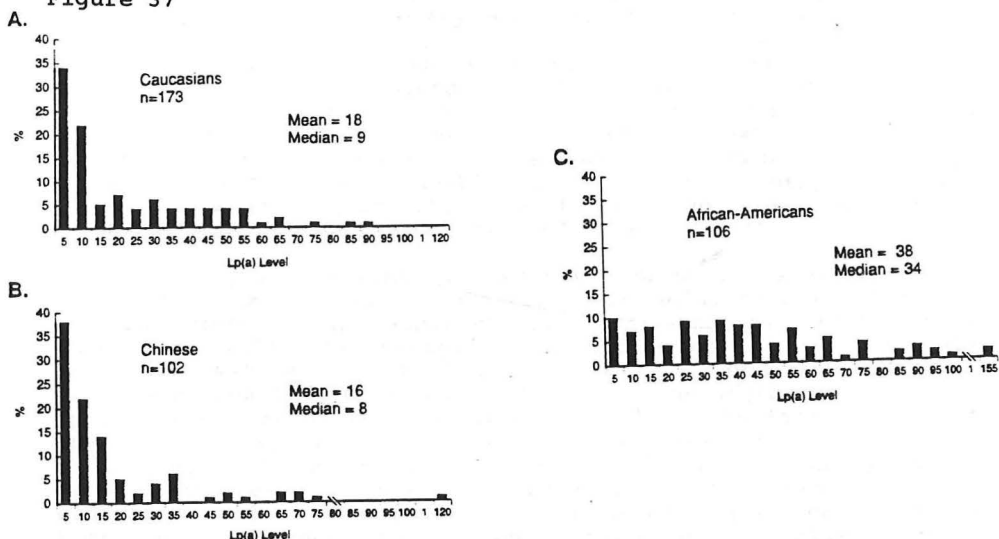 Figure 37
A.
40
35
30
25
20
15
10
5
0
%
Caucasians
n=173
Mean = 18
Median = 9
5 10 15 20 25 30 35 40 45 50 55 60 65 75 85 90 95 100 1 120
Lp(a) Level
B.
40
35
30
25
20
15
10
5
0
%
Chinese
n=102
Mean = 16
Median = 8
5 10 15 20 25 30 35 40 45 50 55 65 70 75 80 85 90 95 100 1 120
Lp(a) Level
C.
40
35
30
25
20
15
10
5
0
%
African-Americans
n=106
Mean = 38
Median = 34
5 10 15 20 25 30 35 40 45 50 55 60 65 70 75 80 85 90 95 100 1 155
Lp(a) Level